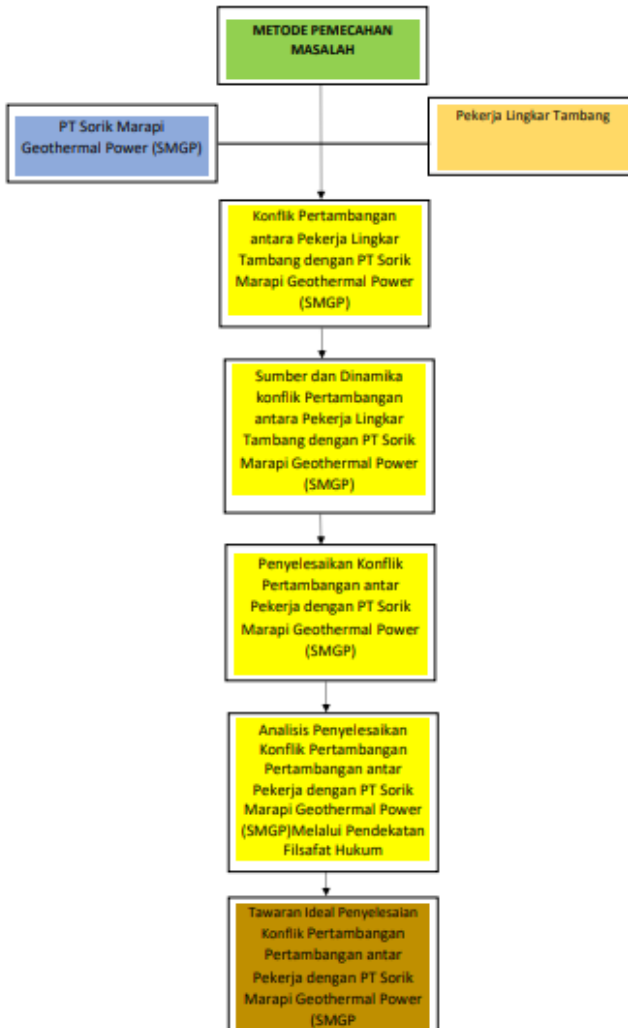 METODE PEMECAHAN
MASALAH
PT Sorik Marapi
Geothermal Power (SMGP)
Pekerja Lingkar Tambang
Konflik Pertambangan
antara Pekerja Lingkar
Tambang dengan PT Sorik
Marapi Geothermal Power
(SMGP)
Sumber dan Dinamika
konflik Pertambangan
antara Pekerja Lingkar
Tambang dengan PT Sorik
Marapi Geothermal Power
(SMGP)
Penyelesaikan Konflik
Pertambangan antar
Pekerja dengan PT Sorik
Marapi Geothermal Power
(SMGP)
Analisis Penyelesaikan
Konflik Pertambangan
Pertambangan antar
Pekerja dengan PT Sorik
Marapi Geothermal Power
(SMGP)Melalui Pendekatan
Filsafat Hukum
Tawaran Ideal Penyelesaian
Konflik Pertambangan
Pertambangan antar
Pekerja dengan PT Sorik
Marapi Geothermal Power
(SMGP